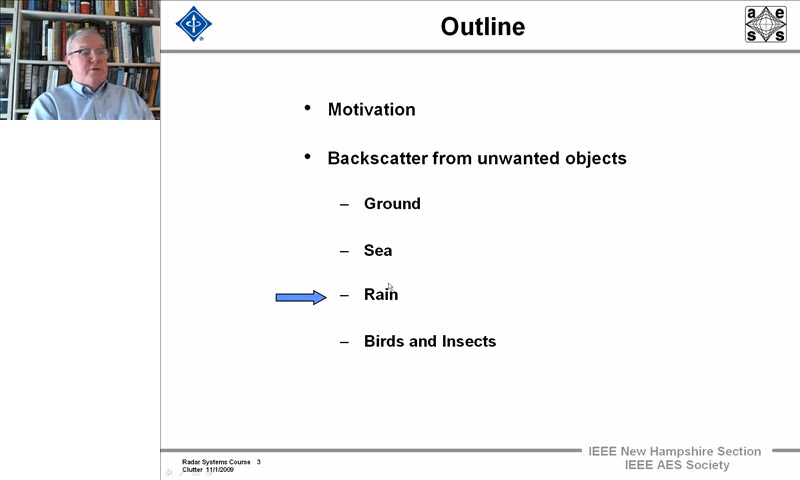 Outline
a e
s s
• Motivation
• Backscatter from unwanted objects
– Ground
– Sea
– Rain
– Birds and Insects
Radar Systems Course 3
Clutter 11/1/2009
IEEE New Hampshire Section
IEEE AES Society